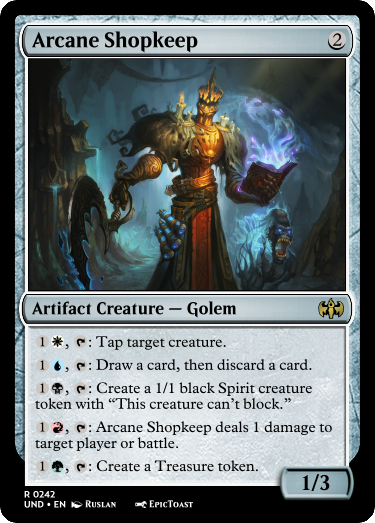 Arcane Shopkeep 2
Artifact Creature — Golem
1 , : Tap target creature.
1 , : Draw a card, then discard a card.
1 , : Create a 1/1 black Spirit creature
token with “This creature can’t block.”
1 , : Arcane Shopkeep deals 1 damage to
target player or battle.
1 , : Create a Treasure token.
1/3
R 0242
UND • EN Ruslan EpicToast